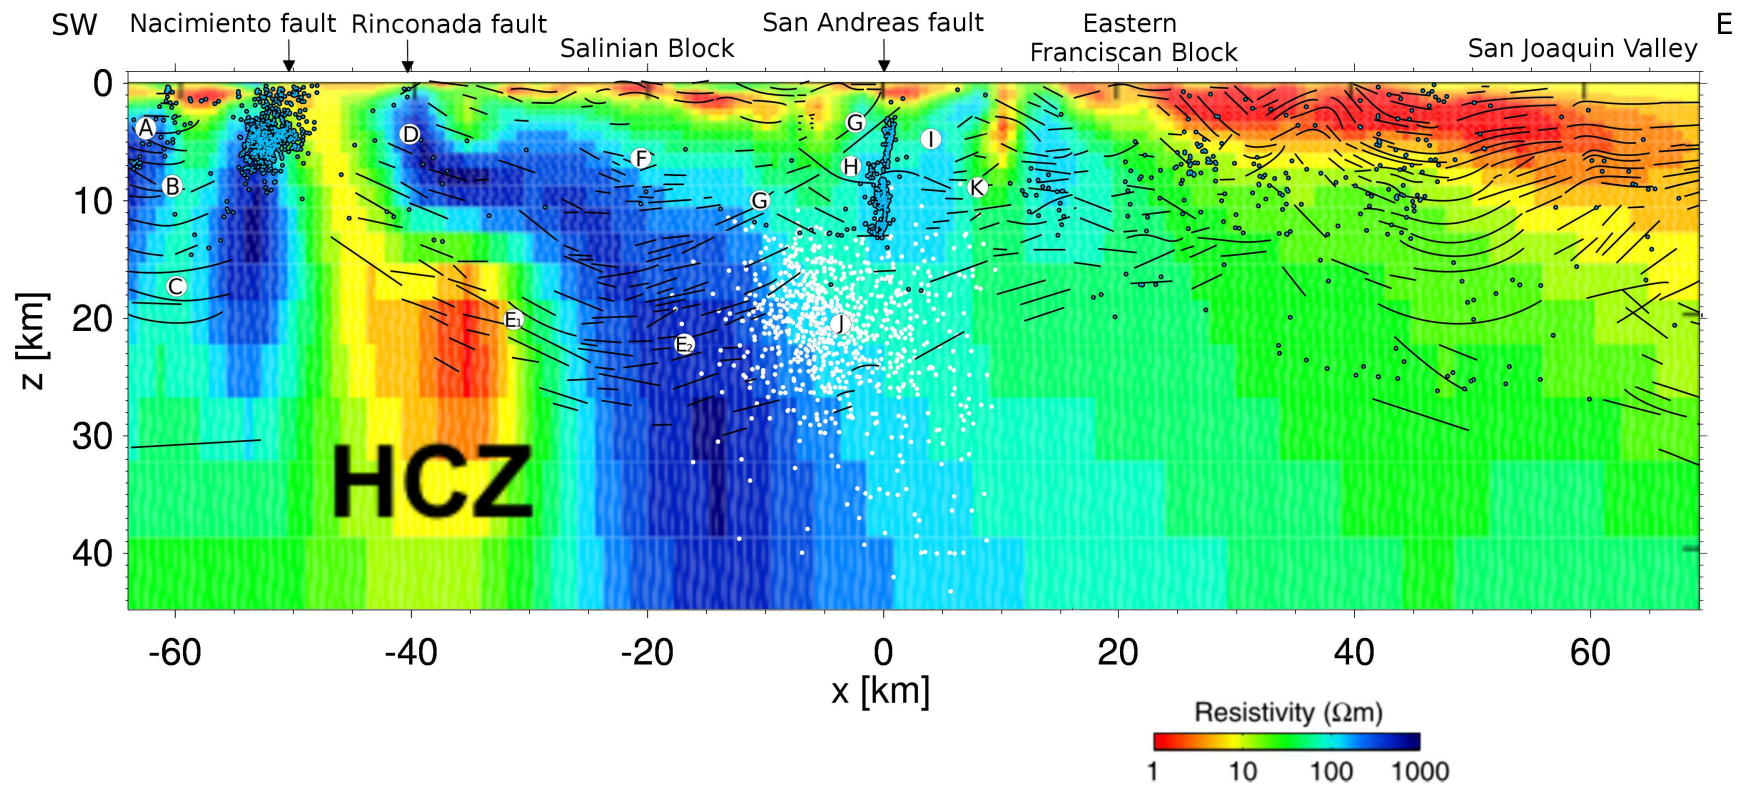 SW
Nacimiento fault
Rinconada fault
Salinian Block
San Andreas fault
Eastern
Franciscan Block
San Joaquin Valley
E
0
10
20
30
40
z [km]
A
B
C
D
E₁
E₂
F
G
G
H
I
J
K
HCZ
-60
-40
-20
0
20
40
60
x [km]
Resistivity (Ωm)
1
10
100
1000